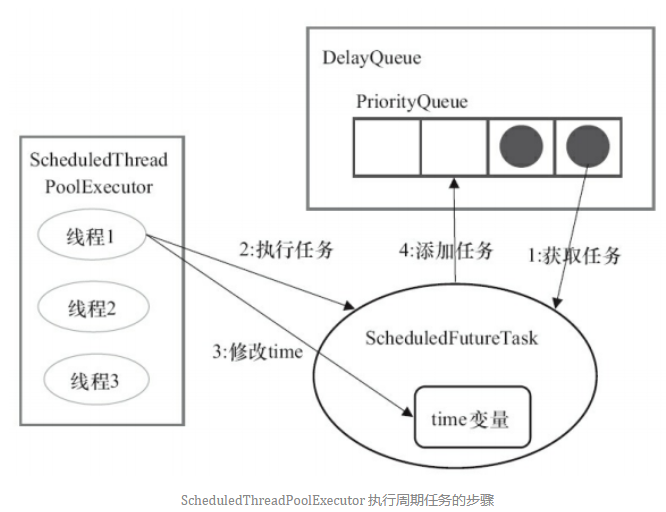 DelayQueue
PriorityQueue
ScheduledThread
PoolExecutor
线程1
线程2
线程3
2:执行任务
4:添加任务
1:获取任务
3:修改time
ScheduledFutureTask
time变量
ScheduledThreadPoolExecutor 执行周期任务的步骤